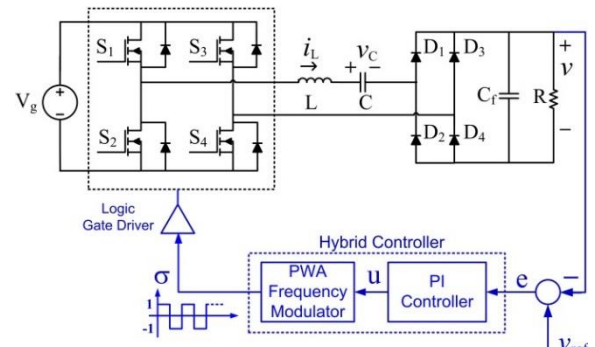 S1
S3
iL
+ vC −
D1 D3
+
v
−
Vg
+
−
L
C
Cf
R
S2
S4
D2 D4
Logic
Gate Driver
Hybrid Controller
σ
1
-1
PWA
Frequency
Modulator
u
PI
Controller
e
−